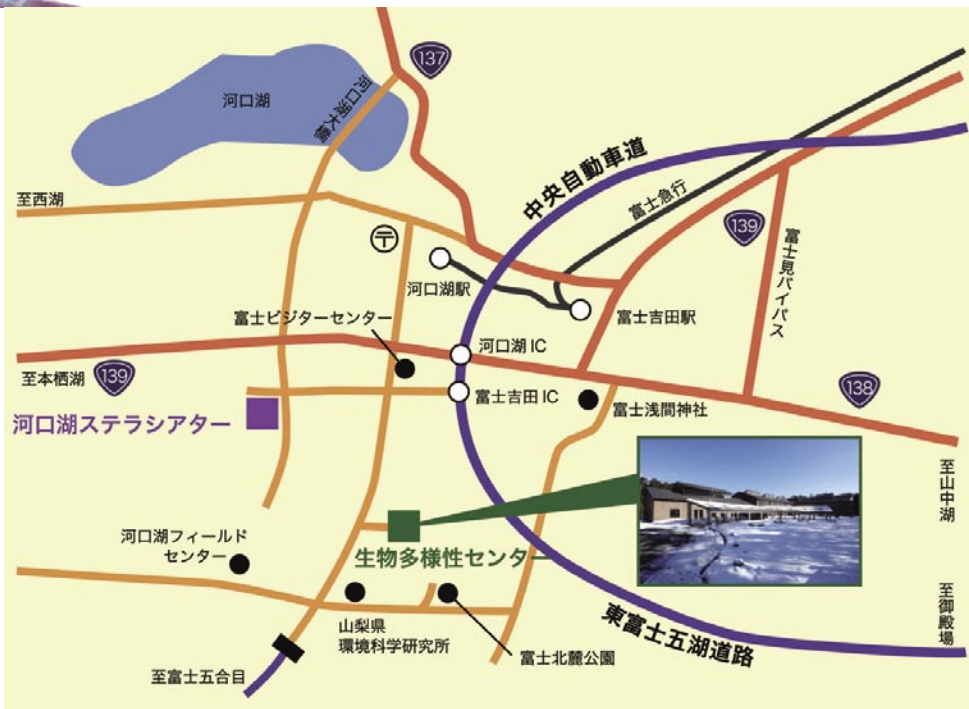 137
河口湖
河口湖大橋
中央自動車道
至西湖
富士急行
139
〒
河口湖駅
富士見バイパス
富士ビジターセンター
富士吉田駅
河口湖 IC
至本栖湖
139
138
富士吉田 IC
富士浅間神社
河口湖ステラシアター
至山中湖
河口湖フィールド
センター
生物多様性センター
至御殿場
東富士五湖道路
山梨県
環境科学研究所
富士北麓公園
至富士五合目